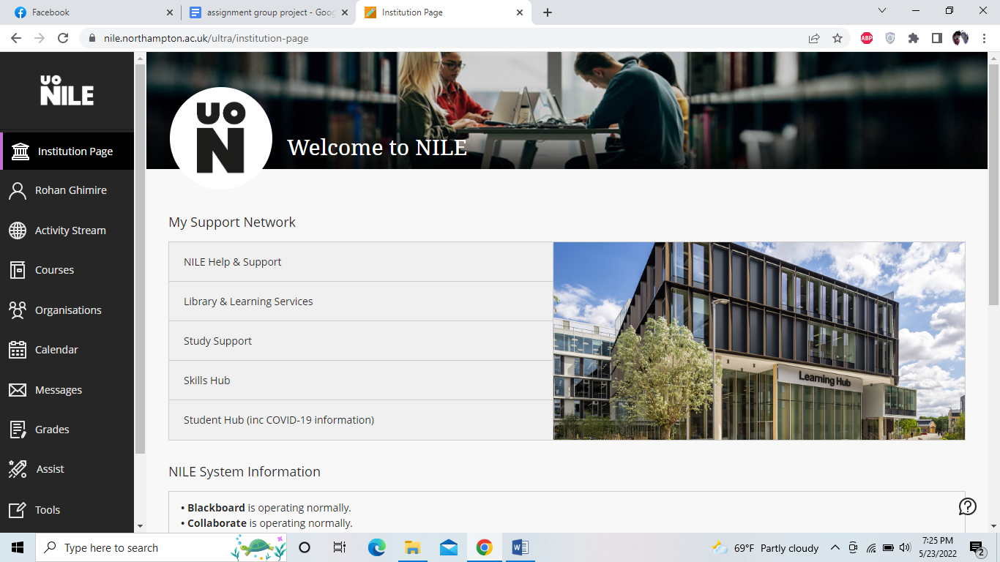 Facebook
assignment group project - Goog
Institution Page
nile.northampton.ac.uk/ultra/institution-page
ABP
UO
NILE
Institution Page
Rohan Ghimire
Activity Stream
Courses
Organisations
Calendar
Messages
Grades
Assist
Tools
UO
N
Welcome to NILE
My Support Network
NILE Help & Support
Library & Learning Services
Study Support
Skills Hub
Student Hub (inc COVID-19 information)
Learning Hub
NILE System Information
• Blackboard is operating normally.
• Collaborate is operating normally.
Type here to search
69°F Partly cloudy
7:25 PM
5/23/2022
2